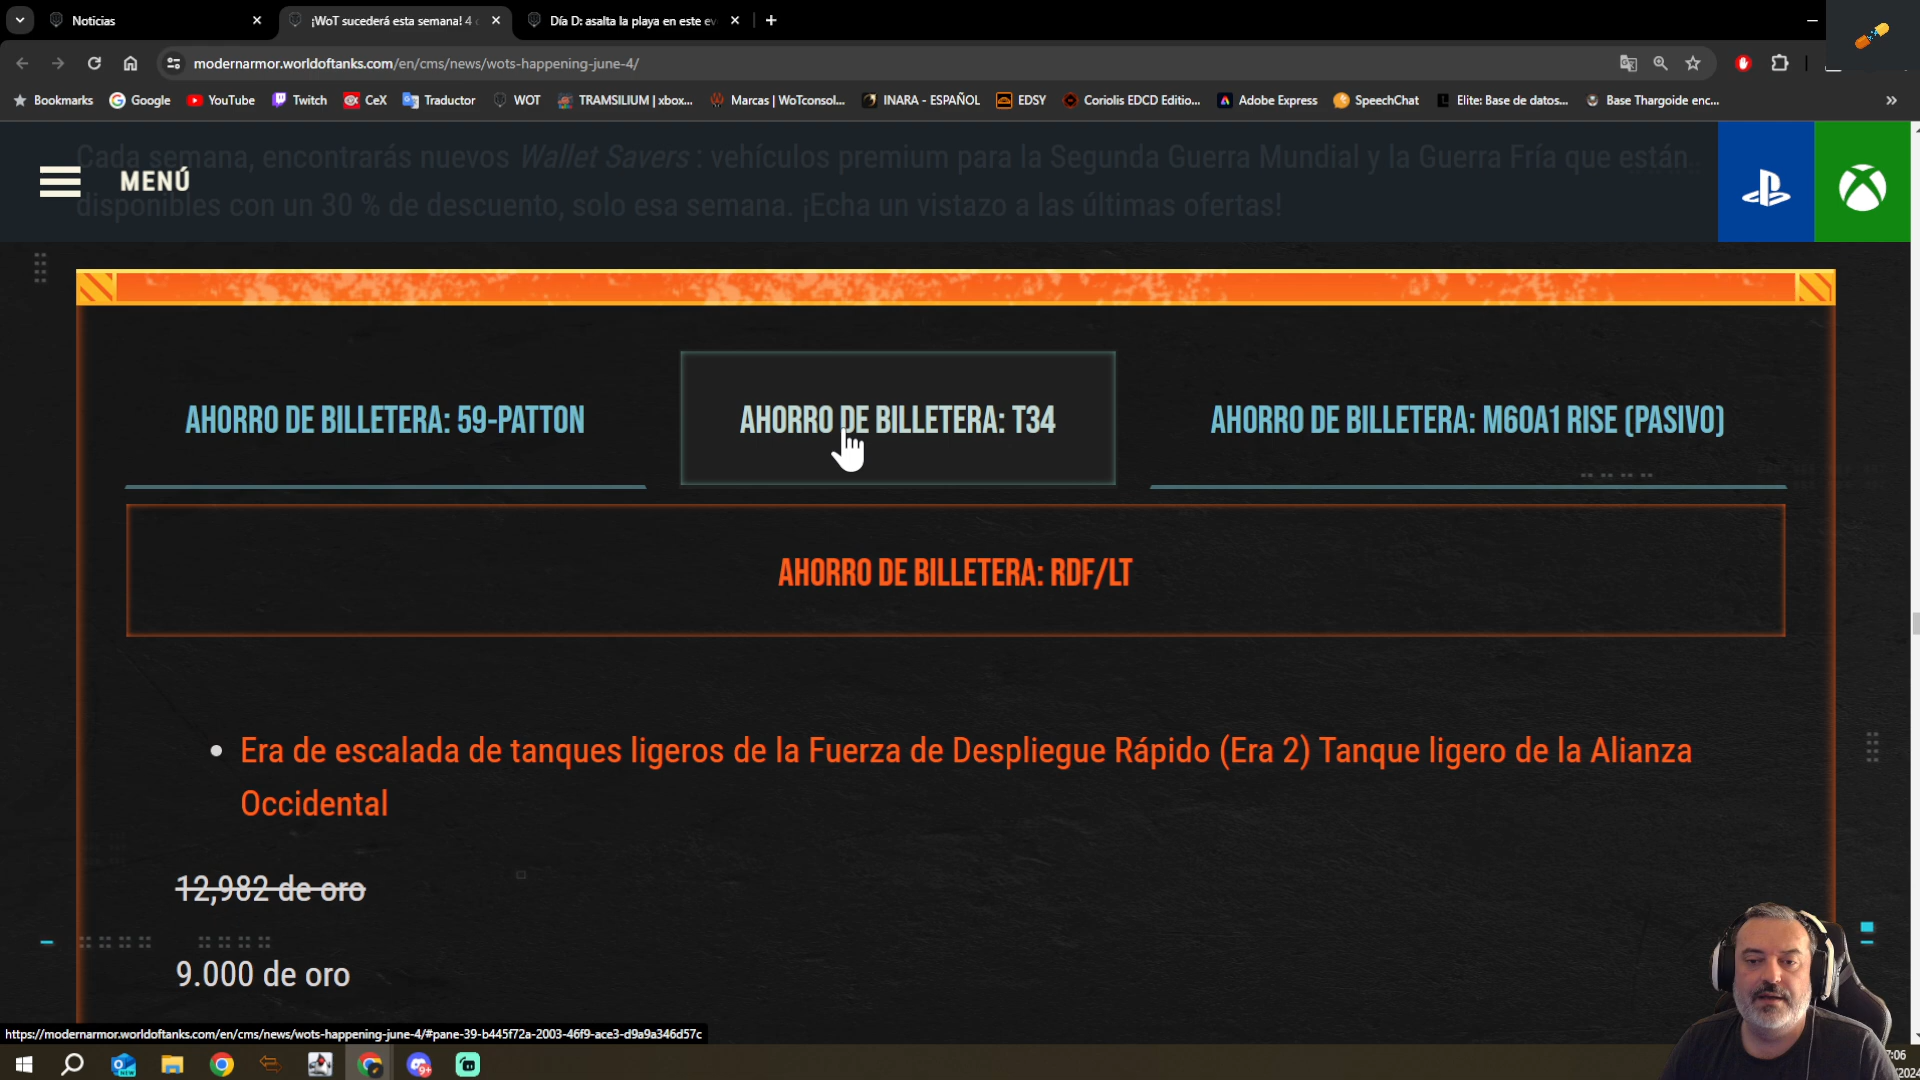 Noticias
¡WoT sucederá esta semana! 4
Día D: asalta la playa en este ev
modernarmor.worldoftanks.com/en/cms/news/wots-happening-june-4/
Bookmarks
Google
YouTube
Twitch
CeX
Traductor
WOT
TRAMSILIUM | xbox...
Marcas | WoTconsol...
INARA - ESPAÑOL
EDSY
Coriolis EDCD Editio...
Adobe Express
SpeechChat
Elite: Base de datos...
Base Thargoide enc...
Cada semana, encontrarás nuevos Wallet Savers : vehículos premium para la Segunda Guerra Mundial y la Guerra Fría que están
MENÚ
disponibles con un 30 % de descuento, solo esa semana. ¡Echa un vistazo a las últimas ofertas!
AHORRO DE BILLETERA: 59-PATTON
AHORRO DE BILLETERA: T34
AHORRO DE BILLETERA: M60A1 RISE (PASIVO)
AHORRO DE BILLETERA: RDF/LT
Era de escalada de tanques ligeros de la Fuerza de Despliegue Rápido (Era 2) Tanque ligero de la Alianza
Occidental
12,982 de oro
9.000 de oro
https://modernarmor.worldoftanks.com/en/cms/news/wots-happening-june-4/#pane-39-b445f72a-2003-46f9-ace3-d9a9a346d57c